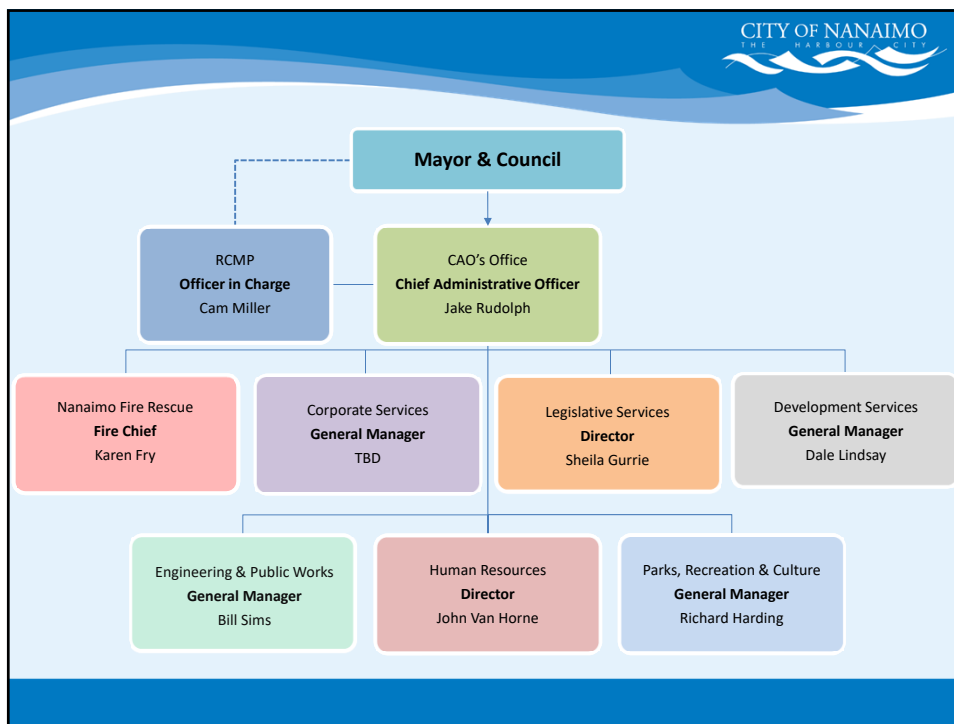 CITY OF NANAIMO
THE HARBOUR CITY
Mayor & Council
RCMP
Officer in Charge
Cam Miller
CAO’s Office
Chief Administrative Officer
Jake Rudolph
Nanaimo Fire Rescue
Fire Chief
Karen Fry
Corporate Services
General Manager
TBD
Legislative Services
Director
Sheila Gurrie
Development Services
General Manager
Dale Lindsay
Engineering & Public Works
General Manager
Bill Sims
Human Resources
Director
John Van Horne
Parks, Recreation & Culture
General Manager
Richard Harding